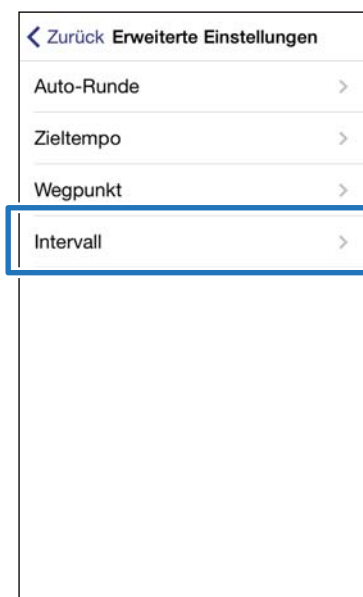 Zurück Erweiterte Einstellungen
Auto-Runde
Zieltempo
Wegpunkt
Intervall